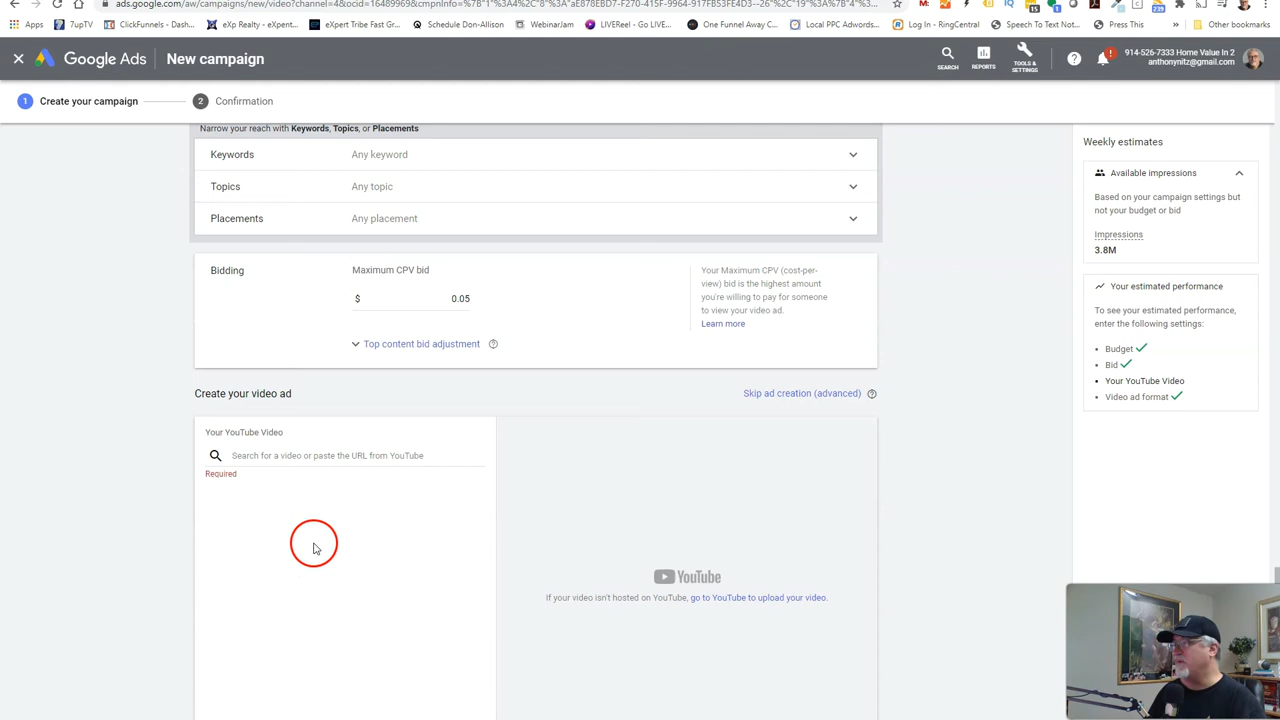 ads.google.com/aw/campaigns/new/video?channel=4&ocid=16489969&cmpnInfo=%7B"1"%3A4%2C"8"%3A"aE878EBD7-F270-415F-9964-917FB5FE4D3--26"%2C"19"%3A%7B"4"%3...
Apps
7upTV
ClickFunnels - Dash...
eXp Realty - eXpent...
eXpert Tribe Fast Gr...
Schedule Don-Allison
WebinarJam
LIVEReel - Go LIVE...
One Funnel Away C...
Local PPC Adwords...
Log In - RingCentral
Speech To Text Not...
Press This
Other bookmarks
Google Ads
New campaign
SEARCH
REPORTS
TOOLS &
SETTINGS
914-526-7333 Home Value In 2
anthonynitz@gmail.com
1 Create your campaign
2 Confirmation
Narrow your reach with Keywords, Topics, or Placements
Keywords Any keyword
Topics Any topic
Placements Any placement
Bidding
Maximum CPV bid
$ 0.05
Top content bid adjustment
Your Maximum CPV (cost-per-
view) bid is the highest amount
you're willing to pay for someone
to view your video ad.
Learn more
Create your video ad
Skip ad creation (advanced)
Your YouTube Video
Search for a video or paste the URL from YouTube
Required
YouTube
If your video isn't hosted on YouTube, go to YouTube to upload your video.
Weekly estimates
Available impressions
Based on your campaign settings but
not your budget or bid
Impressions
3.8M
Your estimated performance
To see your estimated performance,
enter the following settings:
• Budget
• Bid
• Your YouTube Video
• Video ad format